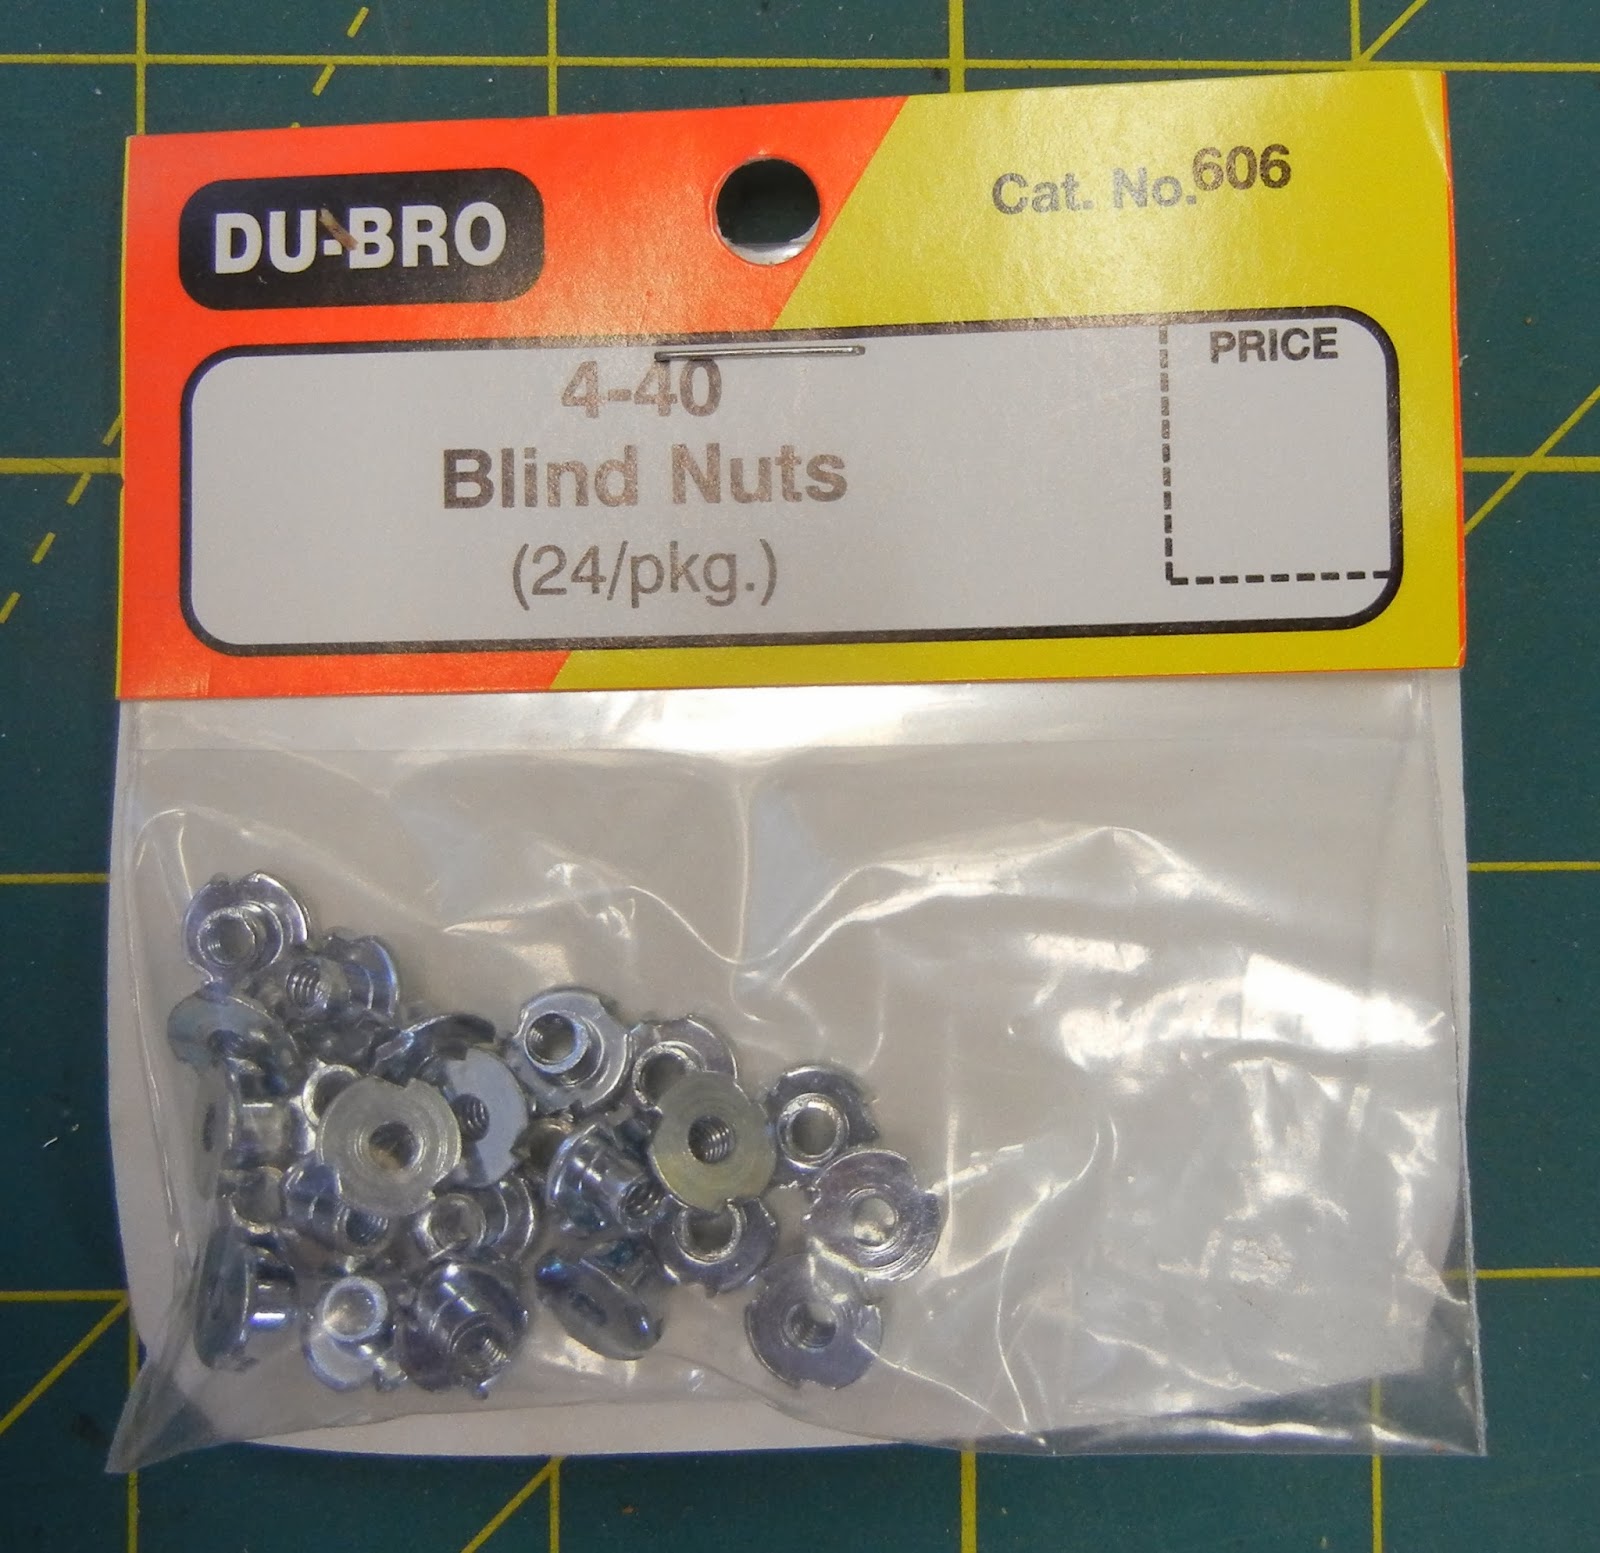 DU-BRO
Cat. No. 606
PRICE
4-40
Blind Nuts
(24/pkg.)